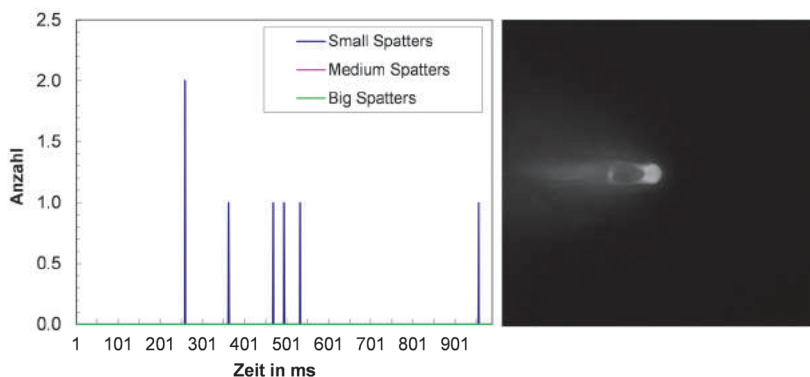 2.5
2.0
1.5
1.0
0.5
0.0
Anzahl
Small Spatters
Medium Spatters
Big Spatters
1 101 201 301 401 501 601 701 801 901
Zeit in ms